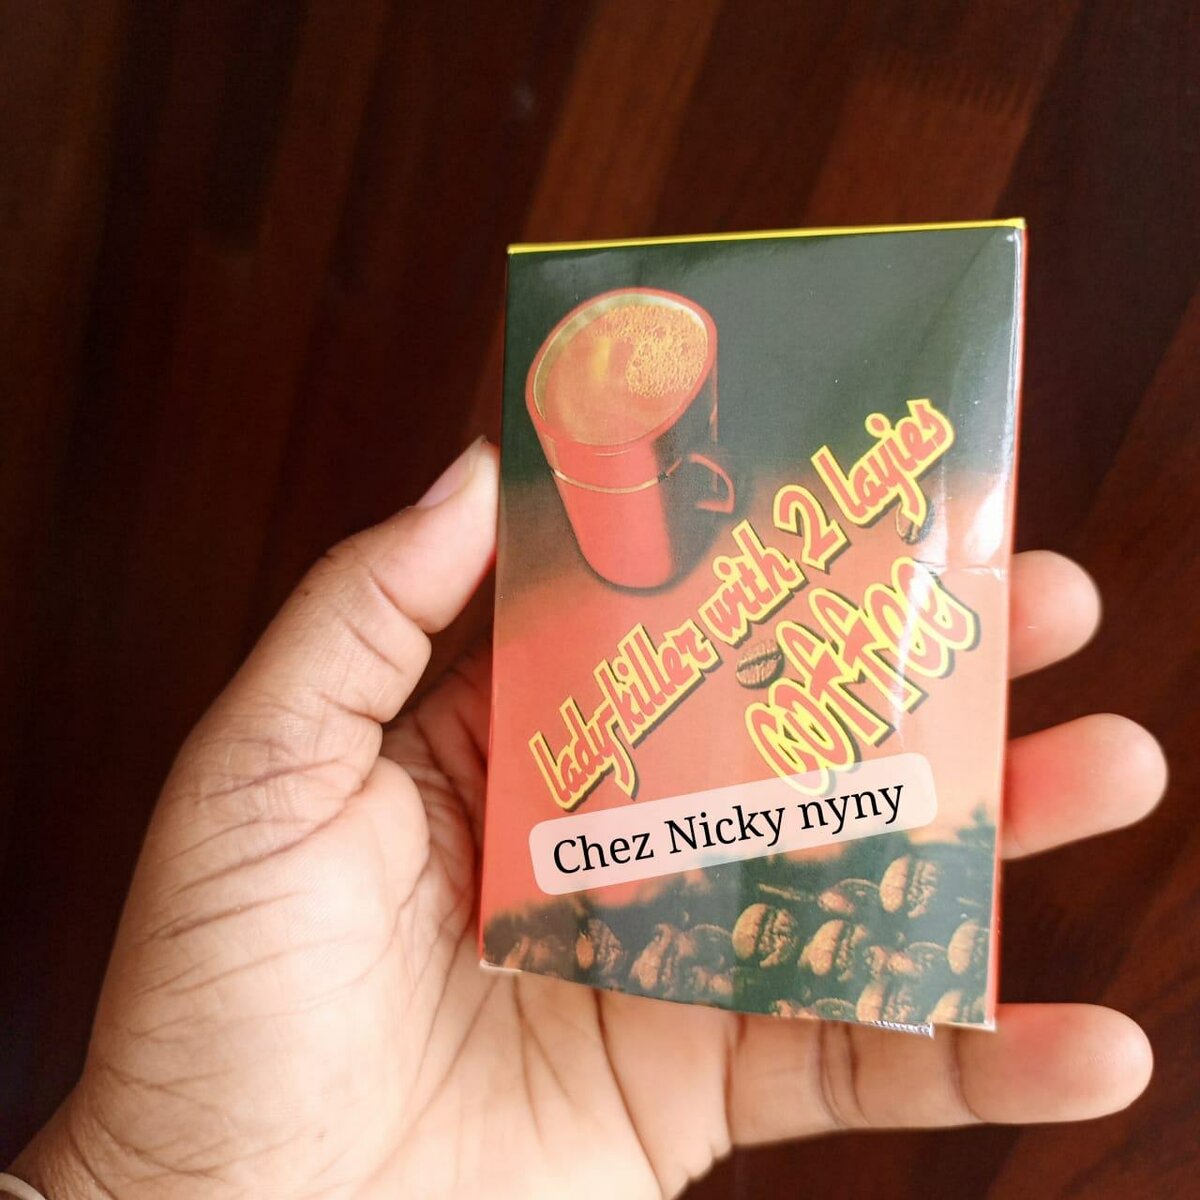 lady-killer with 2 layies
coffee
Chez Nicky nyny